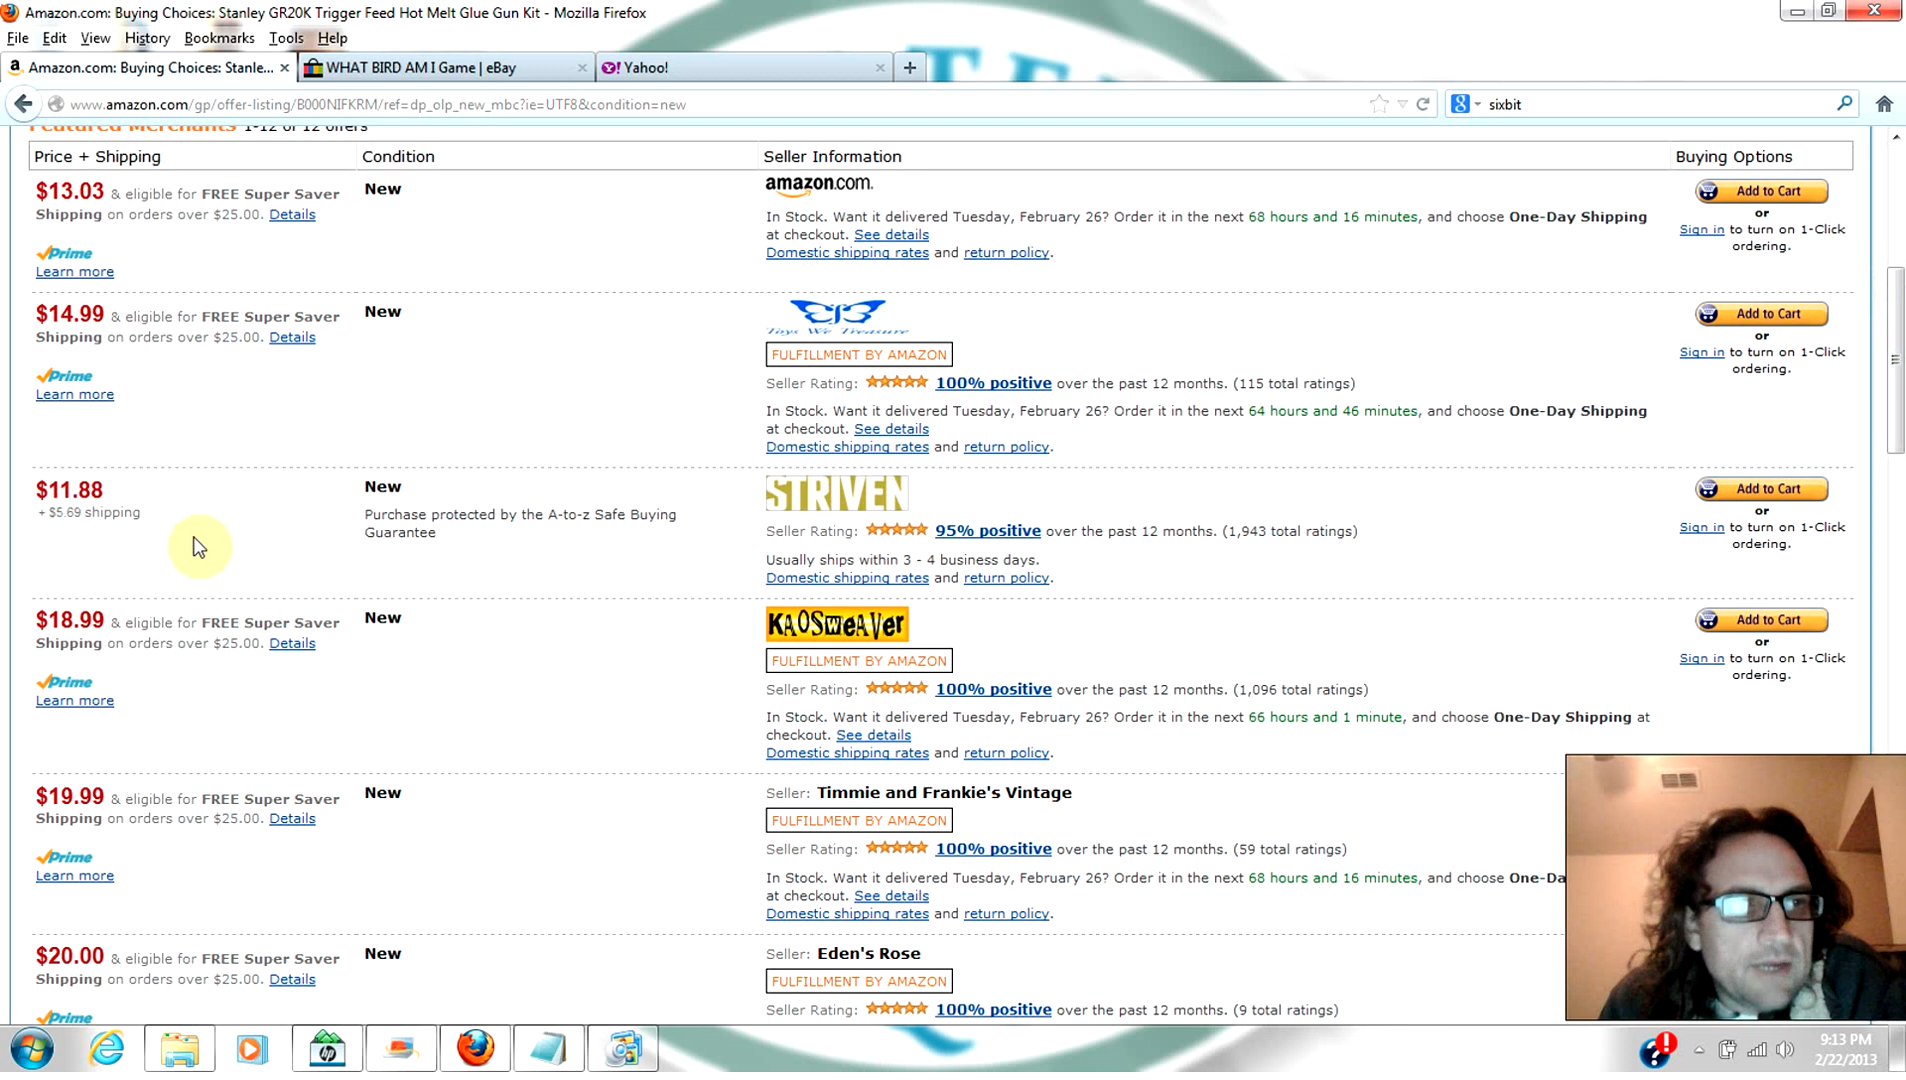 Amazon.com: Buying Choices: Stanley GR20K Trigger Feed Hot Melt Glue Gun Kit - Mozilla Firefox
File Edit View History Bookmarks Tools Help
Amazon.com: Buying Choices: Stanle... WHAT BIRD AM I Game | eBay Yahoo!
www.amazon.com/gp/offer-listing/B000NIFKRM/ref=dp_olp_new_mbc?ie=UTF8&condition=new sixbit
Featured Merchants 1-12 of 12 offers
Price + Shipping Condition Seller Information Buying Options
$13.03 & eligible for FREE Super Saver New amazon.com. Add to Cart
Shipping on orders over $25.00. Details In Stock. Want it delivered Tuesday, February 26? Order it in the next 68 hours and 16 minutes, and choose One-Day Shipping or
at checkout. See details Sign in to turn on 1-Click
Prime Domestic shipping rates and return policy. ordering.
Learn more
$14.99 & eligible for FREE Super Saver New Toys We Treasure Add to Cart
Shipping on orders over $25.00. Details or
FULFILLMENT BY AMAZON Sign in to turn on 1-Click
Prime Seller Rating: 100% positive over the past 12 months. (115 total ratings) ordering.
Learn more
In Stock. Want it delivered Tuesday, February 26? Order it in the next 64 hours and 46 minutes, and choose One-Day Shipping
at checkout. See details
Domestic shipping rates and return policy.
$11.88 New STRIVEN Add to Cart
+ $5.69 shipping Purchase protected by the A-to-z Safe Buying or
Guarantee Seller Rating: 95% positive over the past 12 months. (1,943 total ratings) Sign in to turn on 1-Click
ordering.
Usually ships within 3 - 4 business days.
Domestic shipping rates and return policy.
$18.99 & eligible for FREE Super Saver New KAOSWEAVER Add to Cart
Shipping on orders over $25.00. Details or
FULFILLMENT BY AMAZON Sign in to turn on 1-Click
Prime Seller Rating: 100% positive over the past 12 months. (1,096 total ratings) ordering.
Learn more
In Stock. Want it delivered Tuesday, February 26? Order it in the next 66 hours and 1 minute, and choose One-Day Shipping at
checkout. See details
Domestic shipping rates and return policy.
$19.99 & eligible for FREE Super Saver New Seller: Timmie and Frankie's Vintage
Shipping on orders over $25.00. Details FULFILLMENT BY AMAZON
Prime Seller Rating: 100% positive over the past 12 months. (59 total ratings)
Learn more In Stock. Want it delivered Tuesday, February 26? Order it in the next 68 hours and 16 minutes, and choose One-Da
at checkout. See details
Domestic shipping rates and return policy.
$20.00 & eligible for FREE Super Saver New Seller: Eden's Rose
Shipping on orders over $25.00. Details FULFILLMENT BY AMAZON
Prime Seller Rating: 100% positive over the past 12 months. (9 total ratings)
9:13 PM
2/22/2013